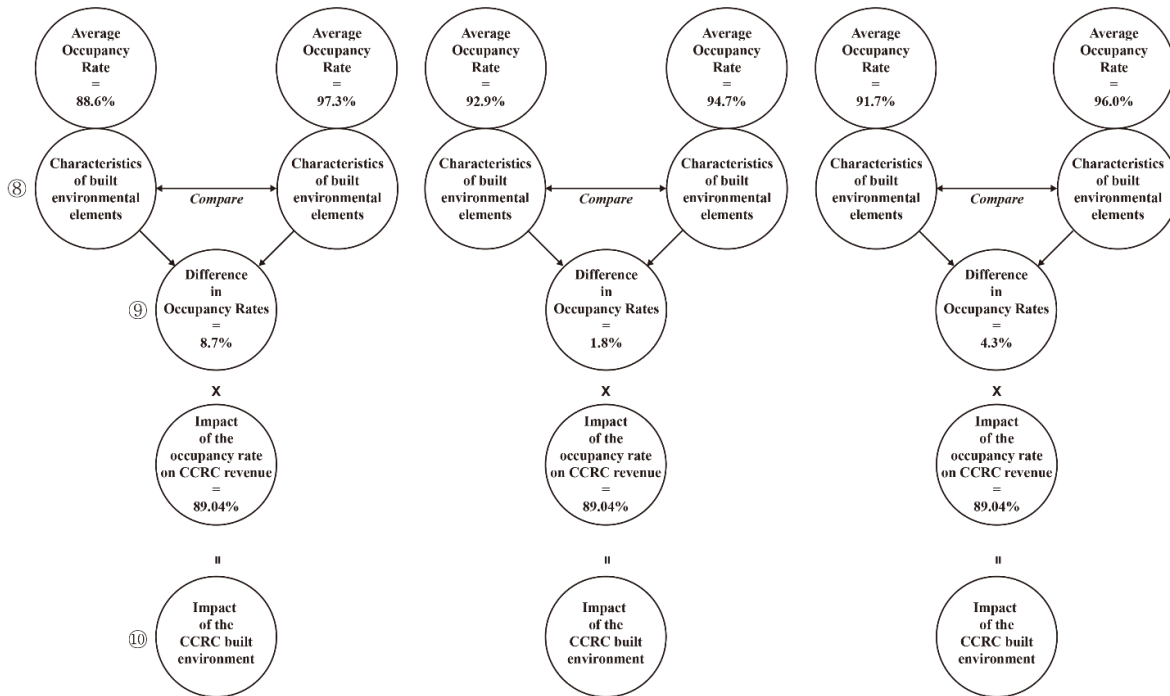 Average
Occupancy
Rate
=
88.6%
Average
Occupancy
Rate
=
97.3%
Average
Occupancy
Rate
=
92.9%
Average
Occupancy
Rate
=
94.7%
Average
Occupancy
Rate
=
91.7%
Average
Occupancy
Rate
=
96.0%
⑧
Characteristics
of built
environmental
elements
Compare
Characteristics
of built
environmental
elements
Characteristics
of built
environmental
elements
Compare
Characteristics
of built
environmental
elements
Characteristics
of built
environmental
elements
Compare
Characteristics
of built
environmental
elements
⑨
Difference
in
Occupancy Rates
=
8.7%
Difference
in
Occupancy Rates
=
1.8%
Difference
in
Occupancy Rates
=
4.3%
X
X
X
Impact
of the
occupancy rate
on CCRC revenue
=
89.04%
Impact
of the
occupancy rate
on CCRC revenue
=
89.04%
Impact
of the
occupancy rate
on CCRC revenue
=
89.04%
=
=
=
⑩
Impact
of the
CCRC built
environment
Impact
of the
CCRC built
environment
Impact
of the
CCRC built
environment